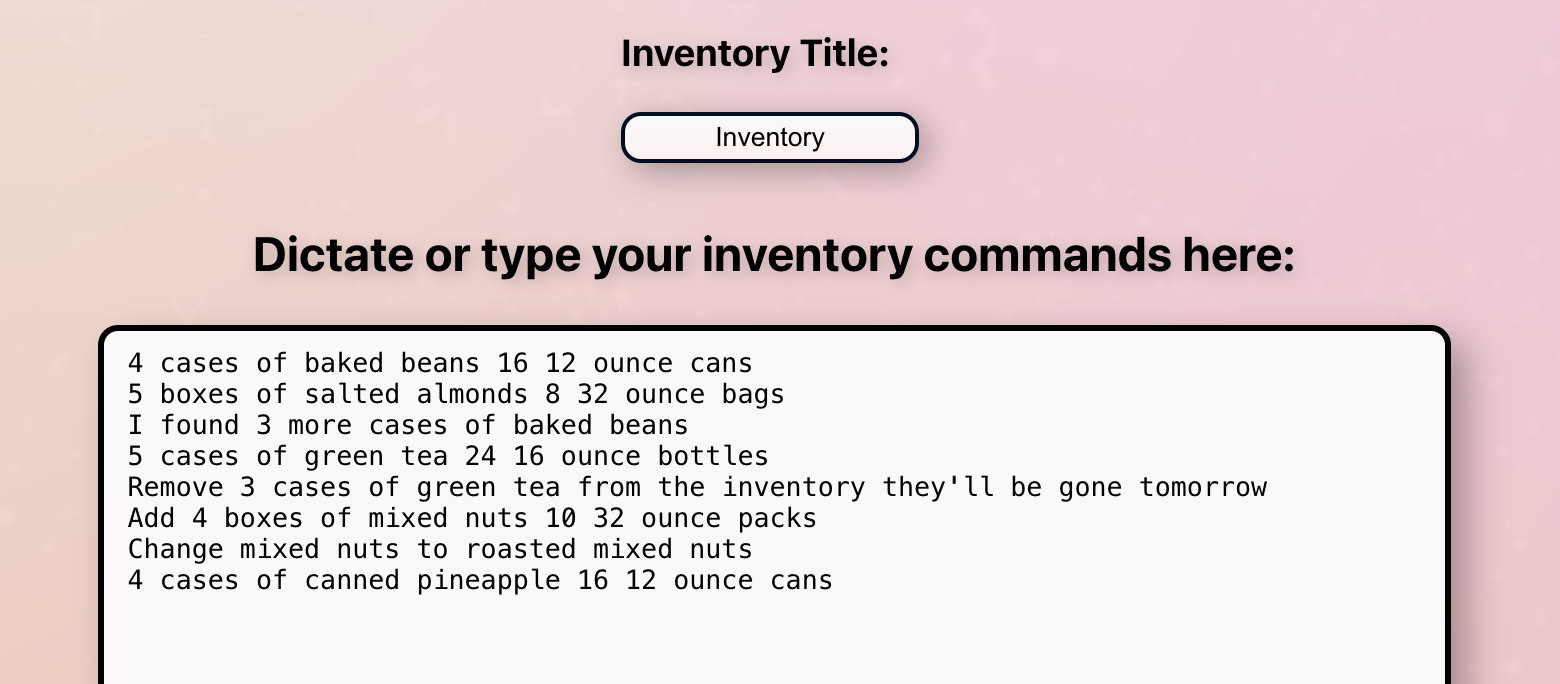 Inventory Title:
Inventory
Dictate or type your inventory commands here:
4 cases of baked beans 16 12 ounce cans
5 boxes of salted almonds 8 32 ounce bags
I found 3 more cases of baked beans
5 cases of green tea 24 16 ounce bottles
Remove 3 cases of green tea from the inventory they'll be gone tomorrow
Add 4 boxes of mixed nuts 10 32 ounce packs
Change mixed nuts to roasted mixed nuts
4 cases of canned pineapple 16 12 ounce cans